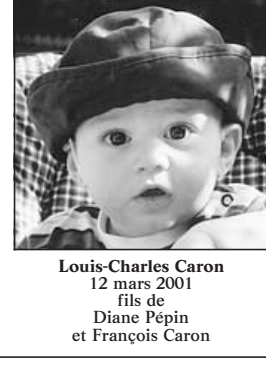 Louis-Charles Caron
12 mars 2001
fils de
Diane Pépin
et François Caron